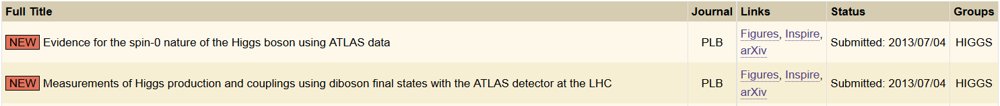 Full Title Journal Links Status Groups
NEW Evidence for the spin-0 nature of the Higgs boson using ATLAS data PLB Figures, Inspire, arXiv Submitted: 2013/07/04 HIGGS
NEW Measurements of Higgs production and couplings using diboson final states with the ATLAS detector at the LHC PLB Figures, Inspire, arXiv Submitted: 2013/07/04 HIGGS